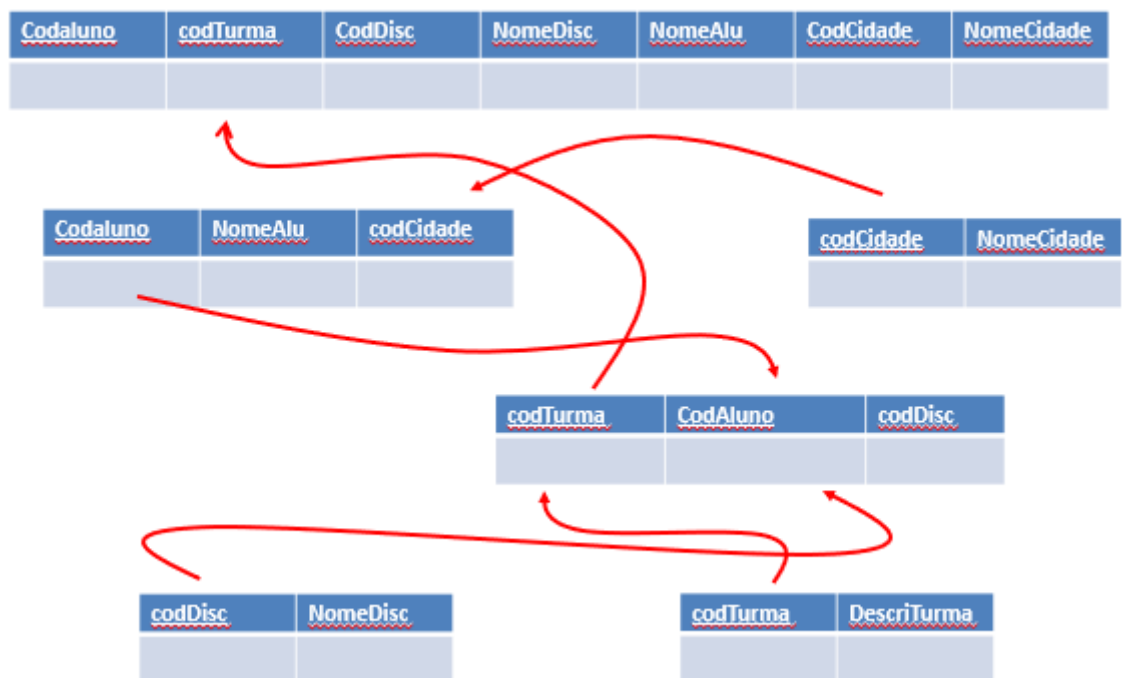 Codaluno codTurma CodDisc NomeDisc NomeAlu CodCidade NomeCidade
Codaluno NomeAlu codCidade
codCidade NomeCidade
codTurma CodAluno codDisc
codDisc NomeDisc
codTurma DescriTurma